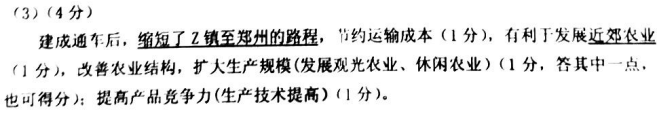 （3）（4分）
建成通车后，缩短了Z镇至郑州的路程，节约运输成本（1分），有利于发展近郊农业
（1分），改善农业结构，扩大生产规模(发展观光农业、休闲农业)（1分，答其中一点，
也可得分）；提高产品竞争力(生产技术提高)（1分）。